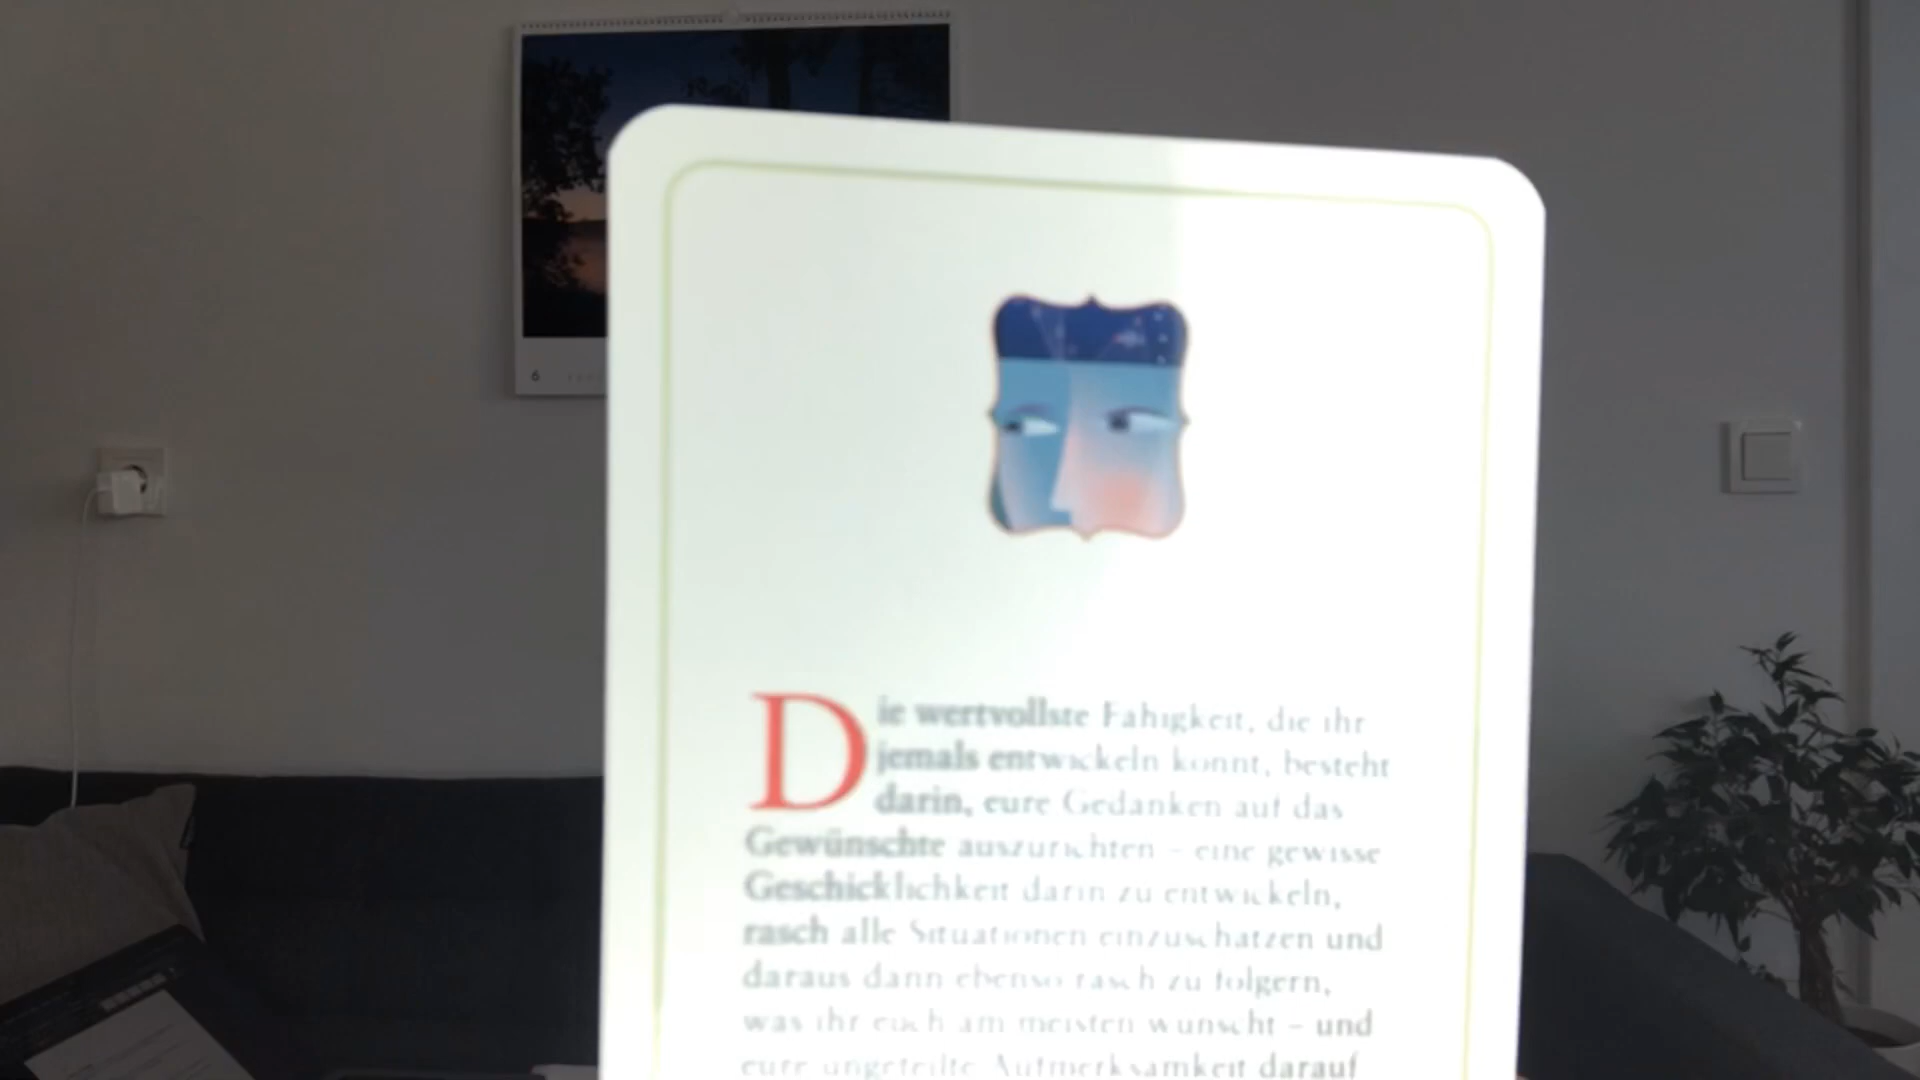 6
Die wertvollste Fähigkeit, die ihr
jemals entwickeln könnt, besteht
darin, eure Gedanken auf das
Gewünschte auszurichten – eine gewisse
Geschicklichkeit darin zu entwickeln,
rasch alle Situationen einzuschätzen und
daraus dann ebenso rasch zu folgern,
was ihr euch am meisten wünscht – und
eure ungeteilte Aufmerksamkeit darauf